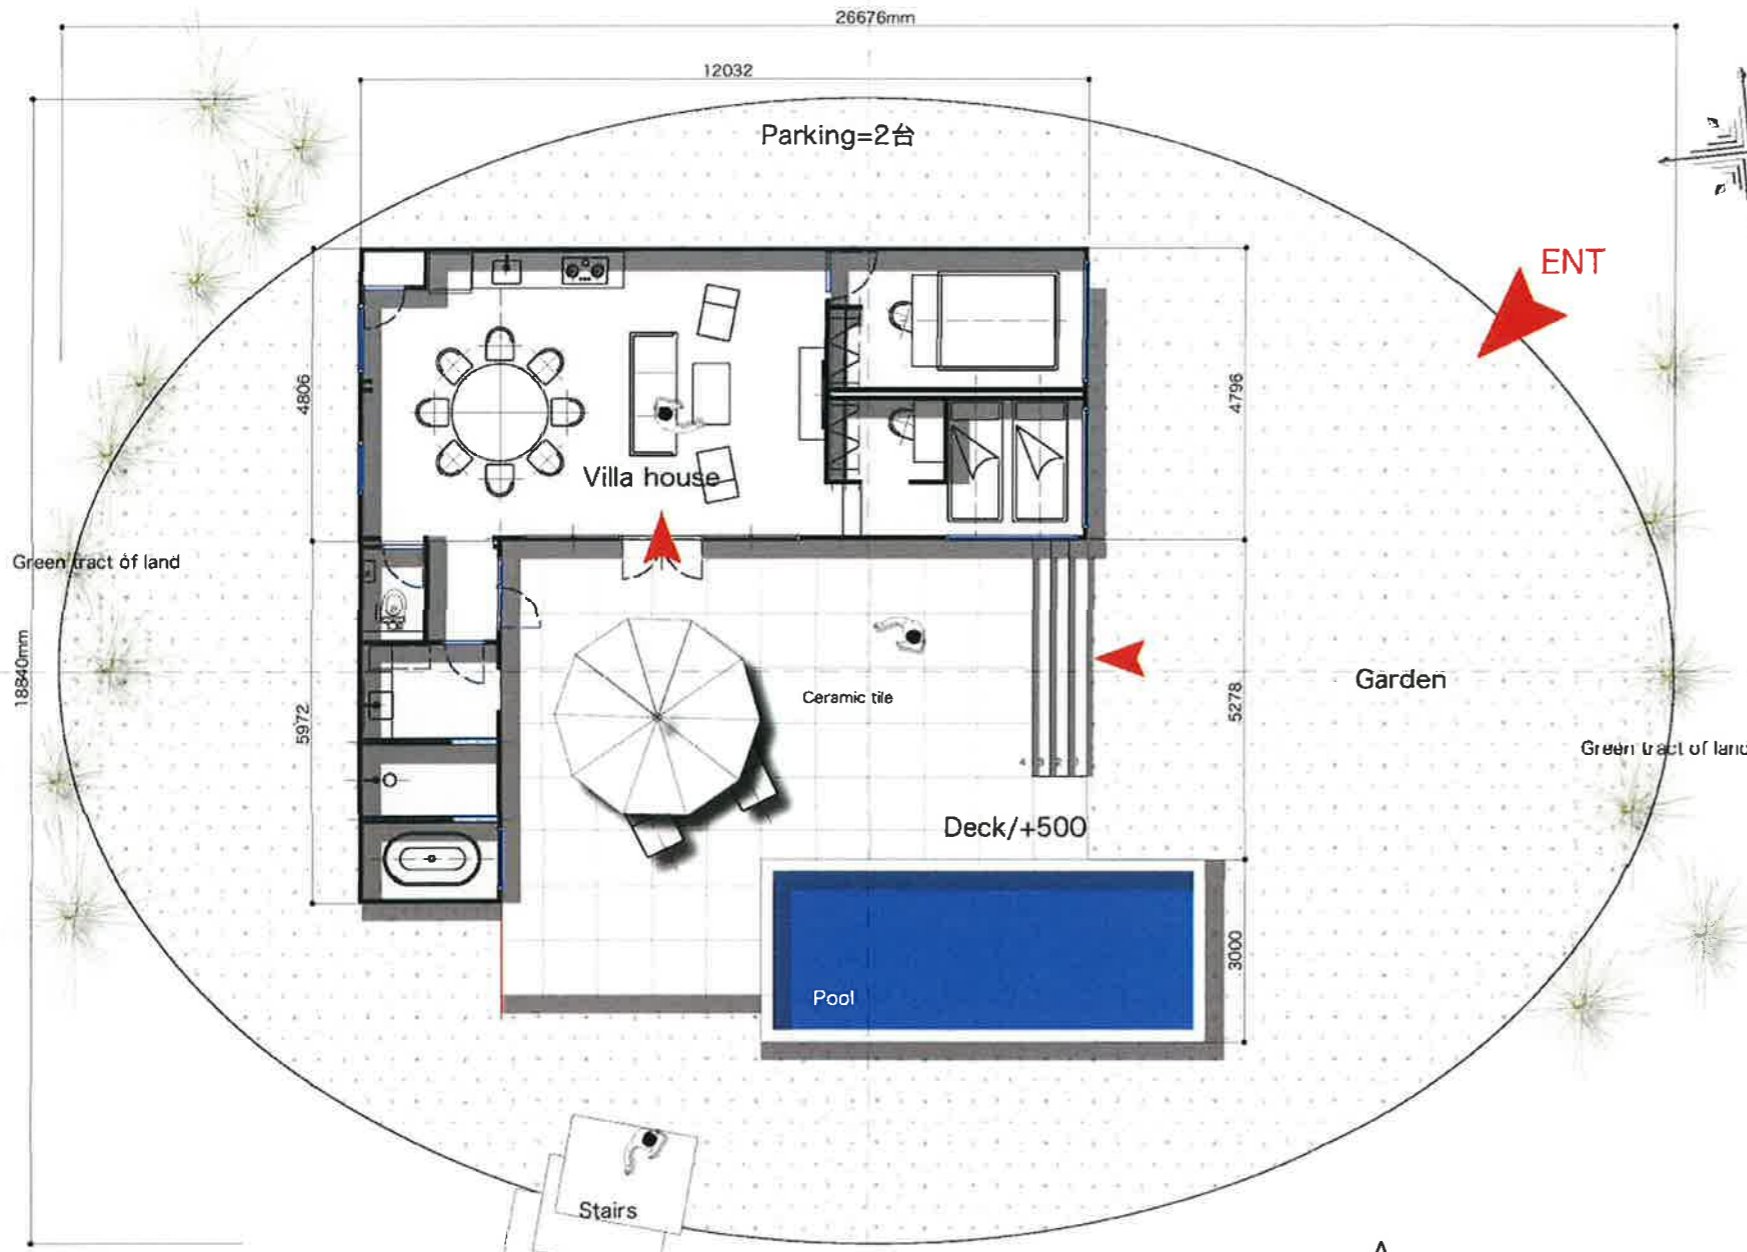 26676mm
12032
Parking=2台
ENT
4806
4796
Villa house
Green tract of land
18840mm
5972
Ceramic tile
5278
Garden
Green tract of land
Deck/+500
3000
Pool
Stairs